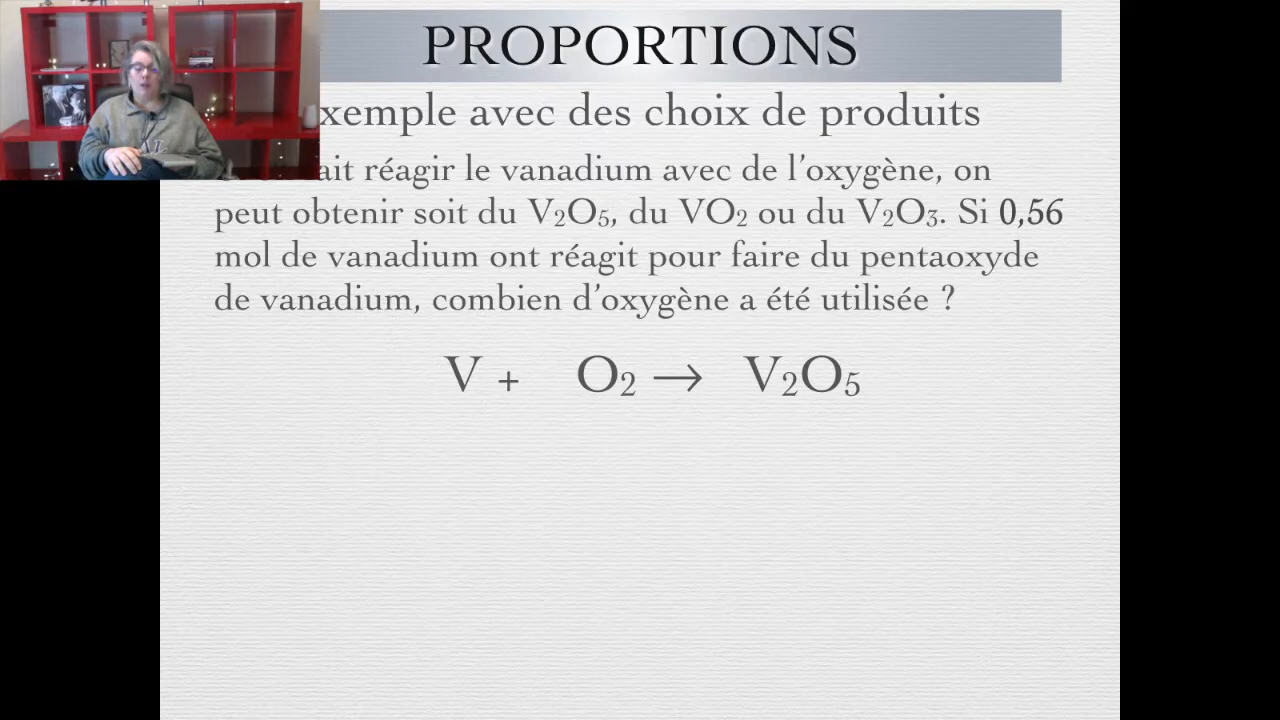 PROPORTIONS
xemple avec des choix de produits
ait réagir le vanadium avec de l’oxygène, on
peut obtenir soit du V₂O₅, du VO₂ ou du V₂O₃. Si 0,56
mol de vanadium ont réagit pour faire du pentaoxyde
de vanadium, combien d’oxygène a été utilisée ?
V + O₂ → V₂O₅